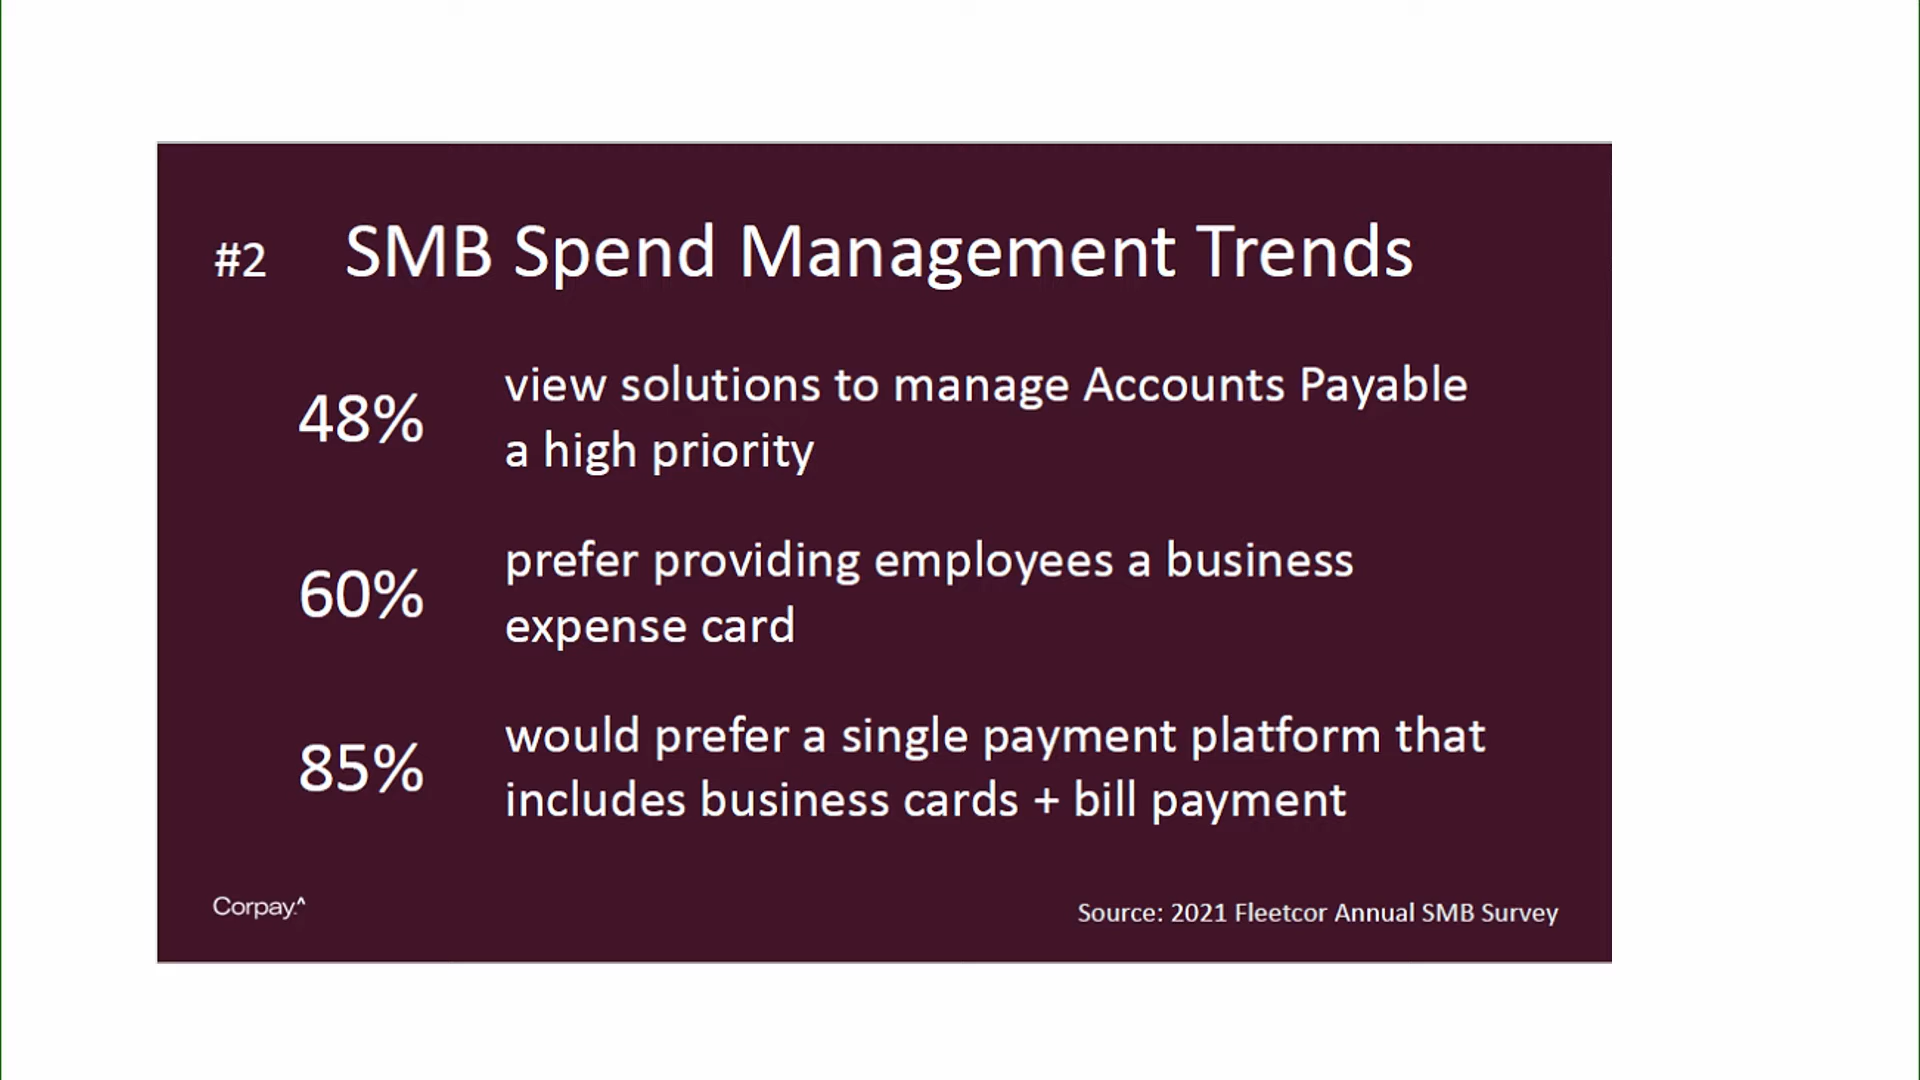 #2 SMB Spend Management Trends
48% view solutions to manage Accounts Payable
a high priority
60% prefer providing employees a business
expense card
85% would prefer a single payment platform that
includes business cards + bill payment
Corpay.^
Source: 2021 Fleetcor Annual SMB Survey